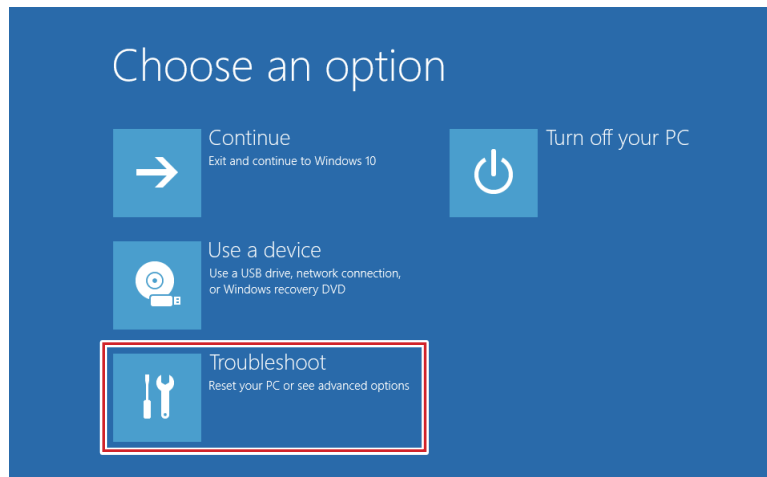 Choose an option
Continue
Exit and continue to Windows 10
Turn off your PC
Use a device
Use a USB drive, network connection,
or Windows recovery DVD
Troubleshoot
Reset your PC or see advanced options